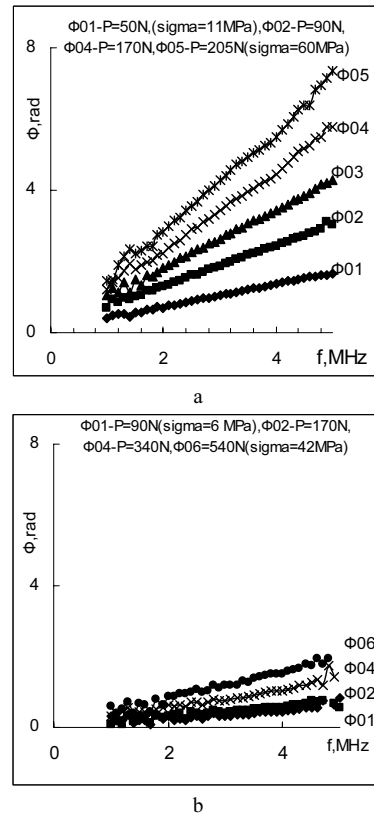 Φ01-P=50N,(sigma=11MPa),Φ02-P=90N,
Φ04-P=170N,Φ05-P=205N(sigma=60MPa)
8
Φ05
Φ,rad
Φ04
4
Φ03
Φ02
Φ01
0
0 2 4 f,MHz
a
Φ01-P=90N(sigma=6 MPa),Φ02-P=170N,
Φ04-P=340N,Φ06=540N(sigma=42MPa)
8
Φ,rad
4
Φ06
Φ04
Φ02
0
Φ01
0 2 4 f,MHz
b